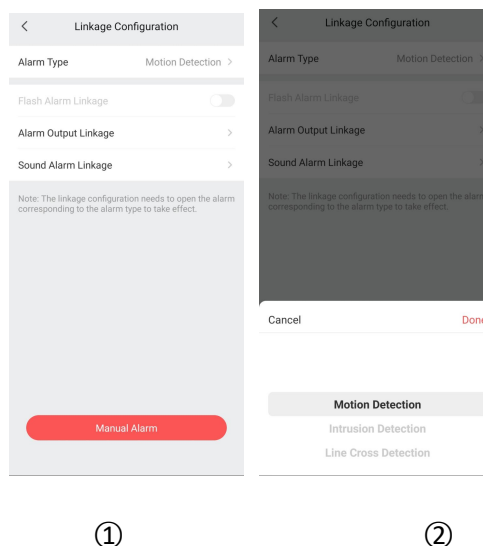 Linkage Configuration
Alarm Type Motion Detection
Flash Alarm Linkage
Alarm Output Linkage
Sound Alarm Linkage
Note: The linkage configuration needs to open the alarm
corresponding to the alarm type to take effect.
Manual Alarm
①
Linkage Configuration
Alarm Type Motion Detection
Flash Alarm Linkage
Alarm Output Linkage
Sound Alarm Linkage
Note: The linkage configuration needs to open the alarm
corresponding to the alarm type to take effect.
Cancel Done
Motion Detection
Intrusion Detection
Line Cross Detection
②